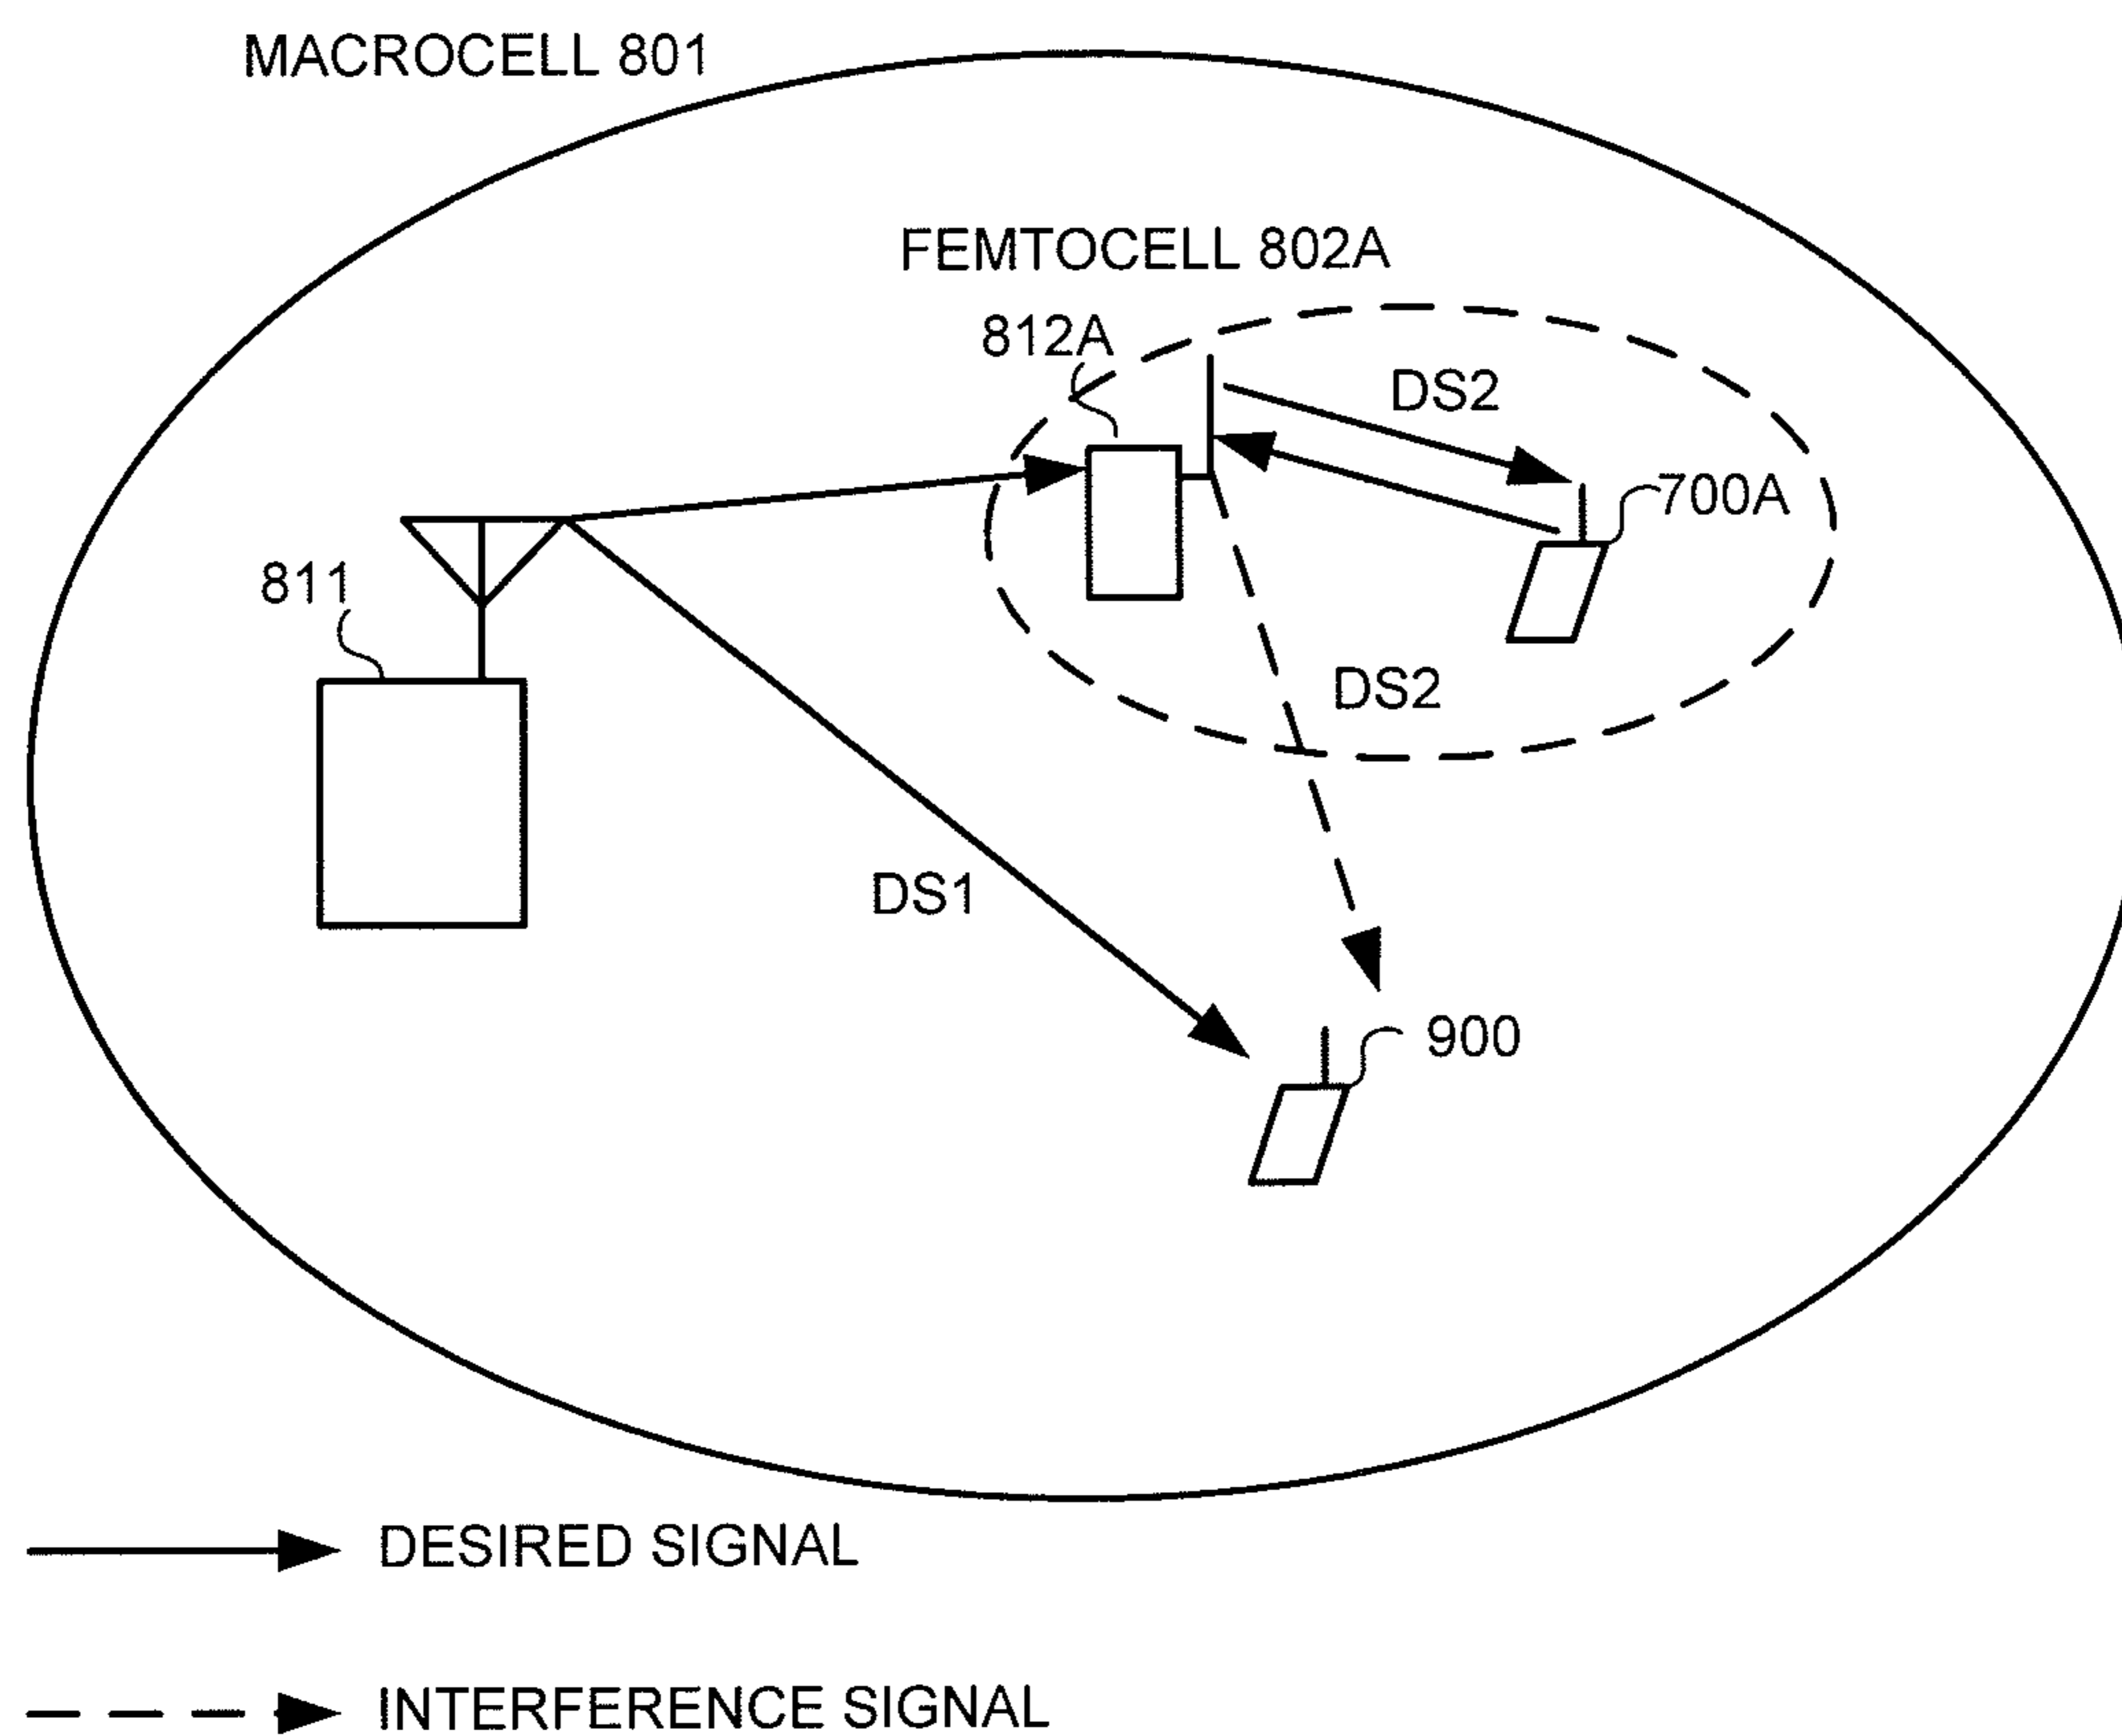 MACROCELL 801
FEMTOCELL 802A
812A
DS2
700A
811
DS2
DS1
900
DESIRED SIGNAL
INTERFERENCE SIGNAL